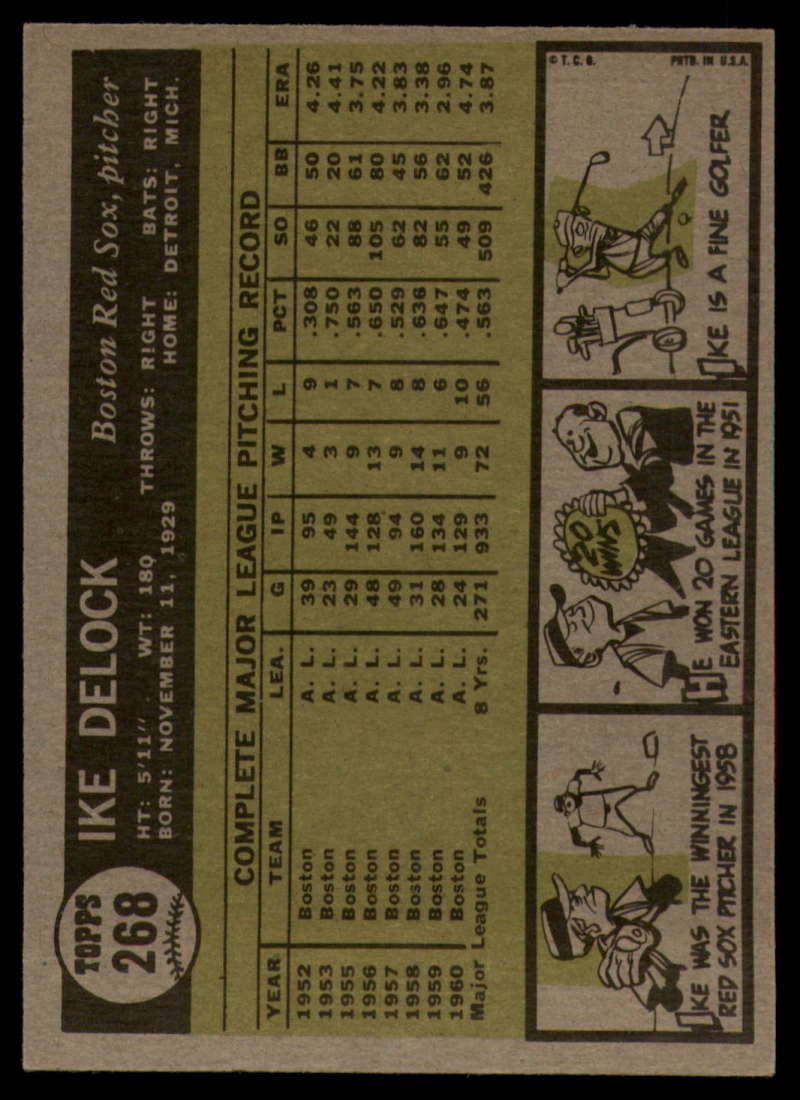 TOPPS
268
IKE DELOCK
Boston Red Sox, pitcher
HT: 5'11" . WT: 180 THROWS: RIGHT BATS: RIGHT
BORN: NOVEMBER 11, 1929 HOME: DETROIT, MICH.
COMPLETE MAJOR LEAGUE PITCHING RECORD
YEAR TEAM LEA. G IP W L PCT SO BB ERA
1952 Boston A. L. 39 95 4 9 .308 46 50 4.26
1953 Boston A. L. 23 49 3 1 .750 22 20 4.41
1955 Boston A. L. 29 144 9 7 .563 88 61 3.75
1956 Boston A. L. 48 128 13 7 .650 105 80 4.22
1957 Boston A. L. 49 94 9 8 .529 62 45 3.83
1958 Boston A. L. 31 160 14 8 .636 82 56 3.38
1959 Boston A. L. 28 134 11 6 .647 55 62 2.96
1960 Boston A. L. 24 129 9 10 .474 49 52 4.74
Major League Totals 8 Yrs. 271 933 72 56 .563 509 426 3.87
IKE WAS THE WINNINGEST
RED SOX PITCHER IN 1958
20
WINS
HE WON 20 GAMES IN THE
EASTERN LEAGUE IN 1951
© T. C. G. PRTD. IN U.S.A.
IKE IS A FINE GOLFER